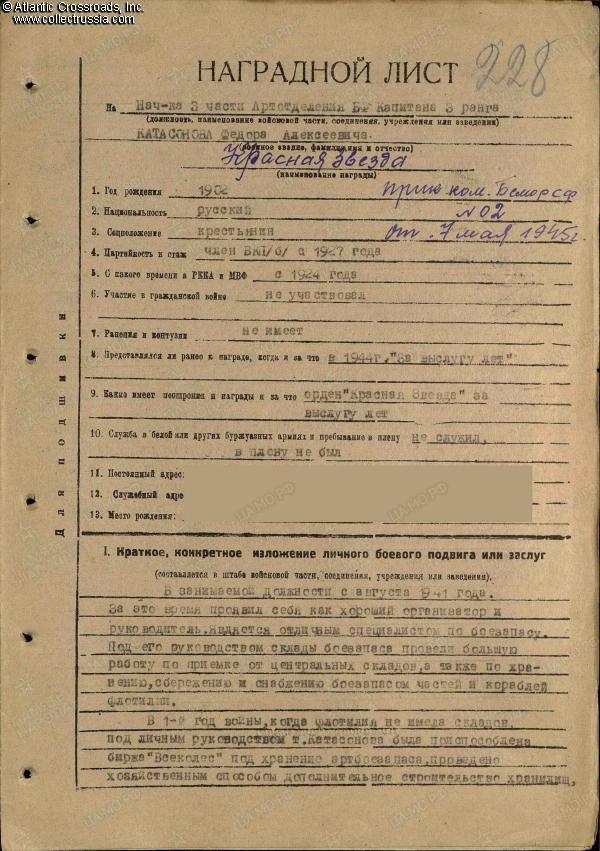 © Atlantic Crossroads, Inc.
www.collectrussia.com
228
НАГРАДНОЙ ЛИСТ
На Нач-ка 3 части Артотделения БФ Капитана 3 ранга
(должность, наименование войсковой части, соединения, учреждения или заведения)
КАТАСОНОВА Федора Алексеевича.
(военное звание, фамилия, имя и отчество)
Красная Звезда
(наименование награды)
приком. Беломорсф
№ 02
от 7 мая 1945 г.
1. Год рождения 1902
2. Национальность русский
3. Соцположение крестьянин
4. Партийность и стаж член ВКП/б/ с 1927 года
5. С какого времени в РККА и МВФ с 1924 года
6. Участие в гражданской войне не участвовал
7. Ранения и контузии не имеет
8. Представлялся ли ранее к награде, когда и за что в 1944г. "За выслугу лет"
9. Какие имеет поощрения и награды и за что орден "Красная Звезда" за
выслугу лет
10. Служба в белой или других буржуазных армиях и пребывание в плену не служил,
в плену не был
11. Постоянный адрес:
12. Служебный адре
13. Место рождения:
Для подшивки
I. Краткое, конкретное изложение личного боевого подвига или заслуг
(составляется в штабе войсковой части, соединения, учреждения или заведения).
В занимаемой должности с августа 1941 года.
За это время проявил себя как хороший организатор и
руководитель. Является отличным специалистом по боезапасу.
Под его руководством склады боезапаса провели большую
работу по приемке от центральных складов, а также по хра-
нению, сбережению и снабжению боезапасом частей и кораблей
флотилии.
В 1-й год войны, когда флотилия не имела складов,
под личным руководством т. Катасонова была приспособлена
биржа "Всеколес" под хранение артбоезапаса, проведено
хозяйственным способом дополнительное строительство хранилищ,